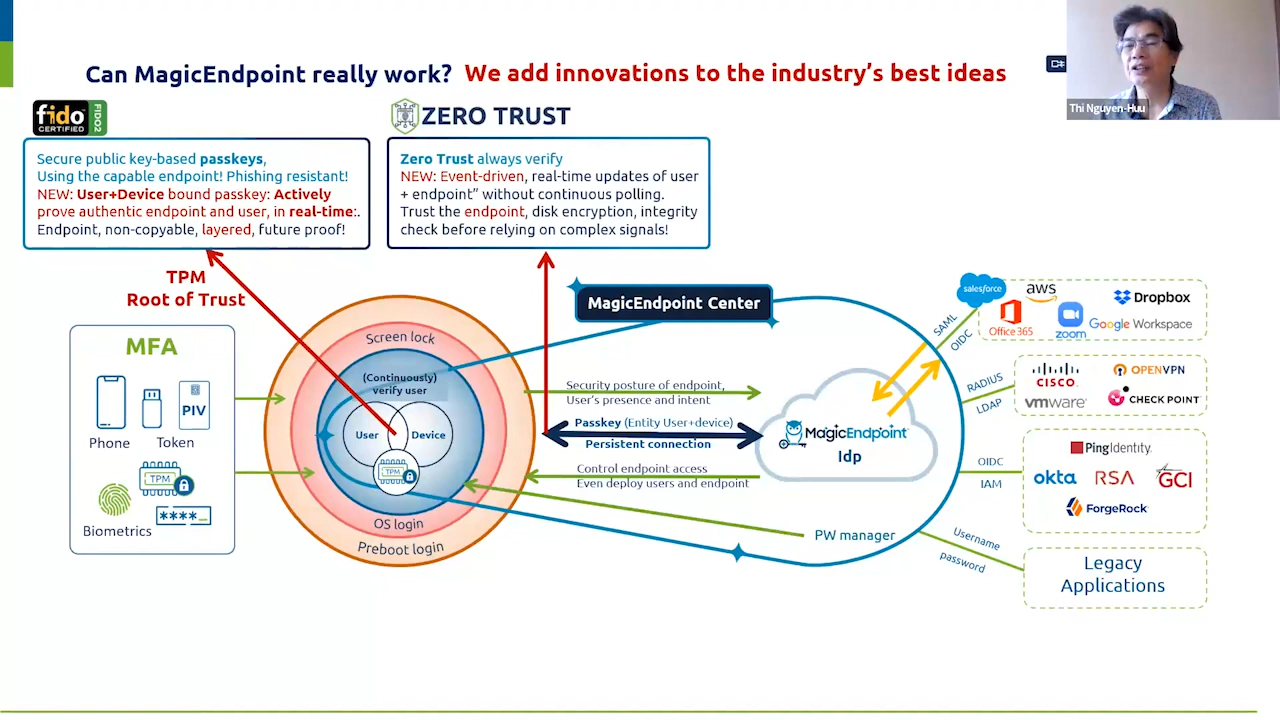 Can MagicEndpoint really work? We add innovations to the industry's best ideas
Thi Nguyen-Huu
fido
CERTIFIED
FIDO2
ZERO TRUST
Secure public key-based passkeys,
Using the capable endpoint! Phishing resistant!
NEW: User+Device bound passkey: Actively
prove authentic endpoint and user, in real-time:.
Endpoint, non-copyable, layered, future proof!
Zero Trust always verify
NEW: Event-driven, real-time updates of user
+ endpoint” without continuous polling.
Trust the endpoint, disk encryption, integrity
check before relying on complex signals!
TPM
Root of Trust
MFA
PIV
Phone
Token
TPM
Biometrics
****_
Screen lock
(Continuously)
verify user
User
Device
TPM
OS login
Preboot login
MagicEndpoint Center
Security posture of endpoint,
User's presence and intent
Passkey (Entity User+device)
Persistent connection
Control endpoint access
Even deploy users and endpoint
PW manager
MagicEndpoint
Idp
SAML
OIDC
salesforce
aws
Dropbox
Office 365
zoom
Google Workspace
RADIUS
LDAP
CISCO
OPENVPN
vmware
CHECK POINT
OIDC
IAM
PingIdentity
okta
RSA
GCI
ForgeRock
Username
password
Legacy
Applications